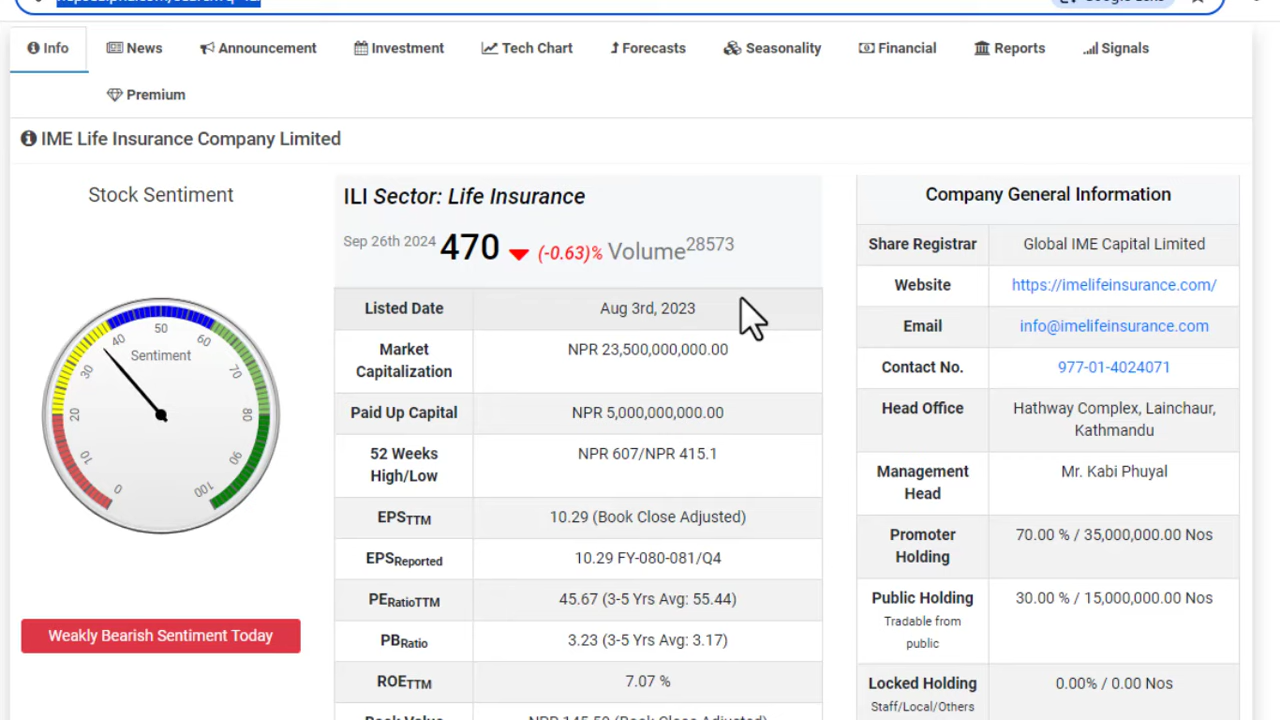 Info News Announcement Investment Tech Chart Forecasts Seasonality Financial Reports Signals
Premium
IME Life Insurance Company Limited
Stock Sentiment
0 10 20 30 40 50 60 70 80 90 100
Sentiment
Weakly Bearish Sentiment Today
ILI Sector: Life Insurance
Sep 26th 2024 470 (-0.63)% Volume28573
Listed Date Aug 3rd, 2023
Market Capitalization NPR 23,500,000,000.00
Paid Up Capital NPR 5,000,000,000.00
52 Weeks High/Low NPR 607/NPR 415.1
EPSTTM 10.29 (Book Close Adjusted)
EPSReported 10.29 FY-080-081/Q4
PERatioTTM 45.67 (3-5 Yrs Avg: 55.44)
PBRatio 3.23 (3-5 Yrs Avg: 3.17)
ROETTM 7.07 %
Company General Information
Share Registrar Global IME Capital Limited
Website https://imelifeinsurance.com/
Email info@imelifeinsurance.com
Contact No. 977-01-4024071
Head Office Hathway Complex, Lainchaur, Kathmandu
Management Head Mr. Kabi Phuyal
Promoter Holding 70.00 % / 35,000,000.00 Nos
Public Holding Tradable from public 30.00 % / 15,000,000.00 Nos
Locked Holding Staff/Local/Others 0.00% / 0.00 Nos